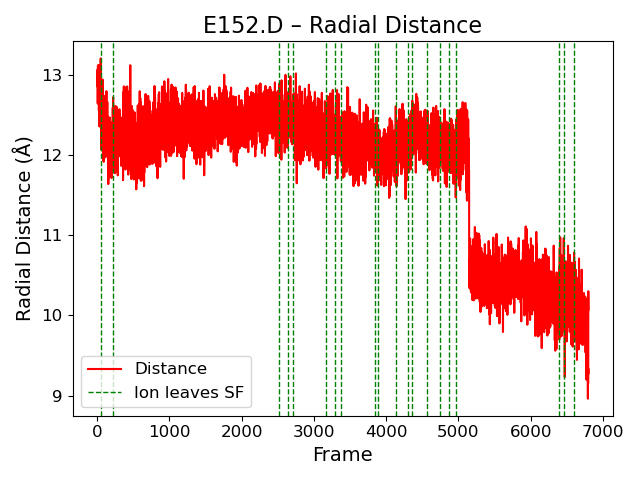 E152.D – Radial Distance
Radial Distance (Å)
13
12
11
10
9
Distance
Ion leaves SF
0
1000
2000
3000
4000
5000
6000
7000
Frame